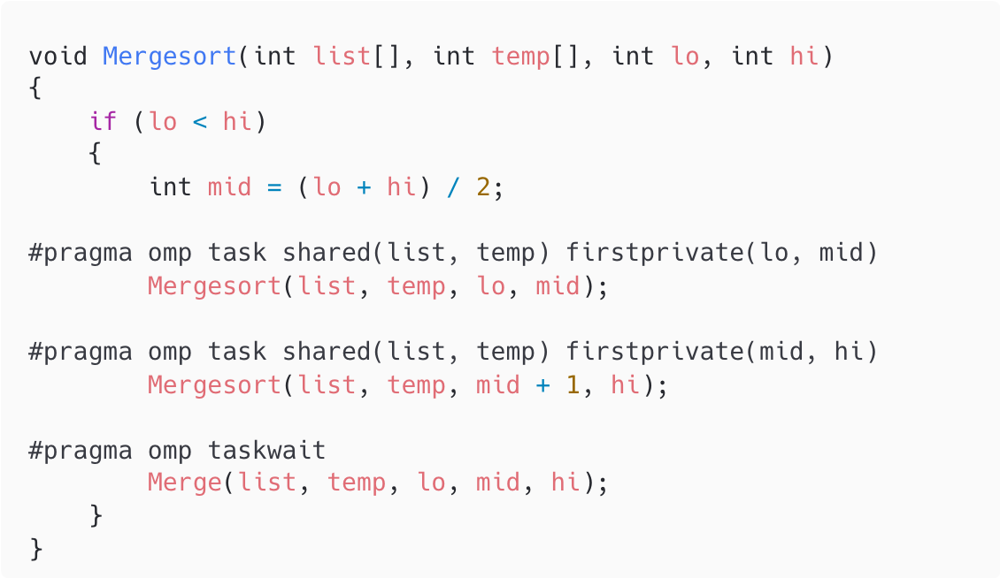 void Mergesort(int list[], int temp[], int lo, int hi)
{
    if (lo < hi)
    {
        int mid = (lo + hi) / 2;

#pragma omp task shared(list, temp) firstprivate(lo, mid)
        Mergesort(list, temp, lo, mid);

#pragma omp task shared(list, temp) firstprivate(mid, hi)
        Mergesort(list, temp, mid + 1, hi);

#pragma omp taskwait
        Merge(list, temp, lo, mid, hi);
    }
}